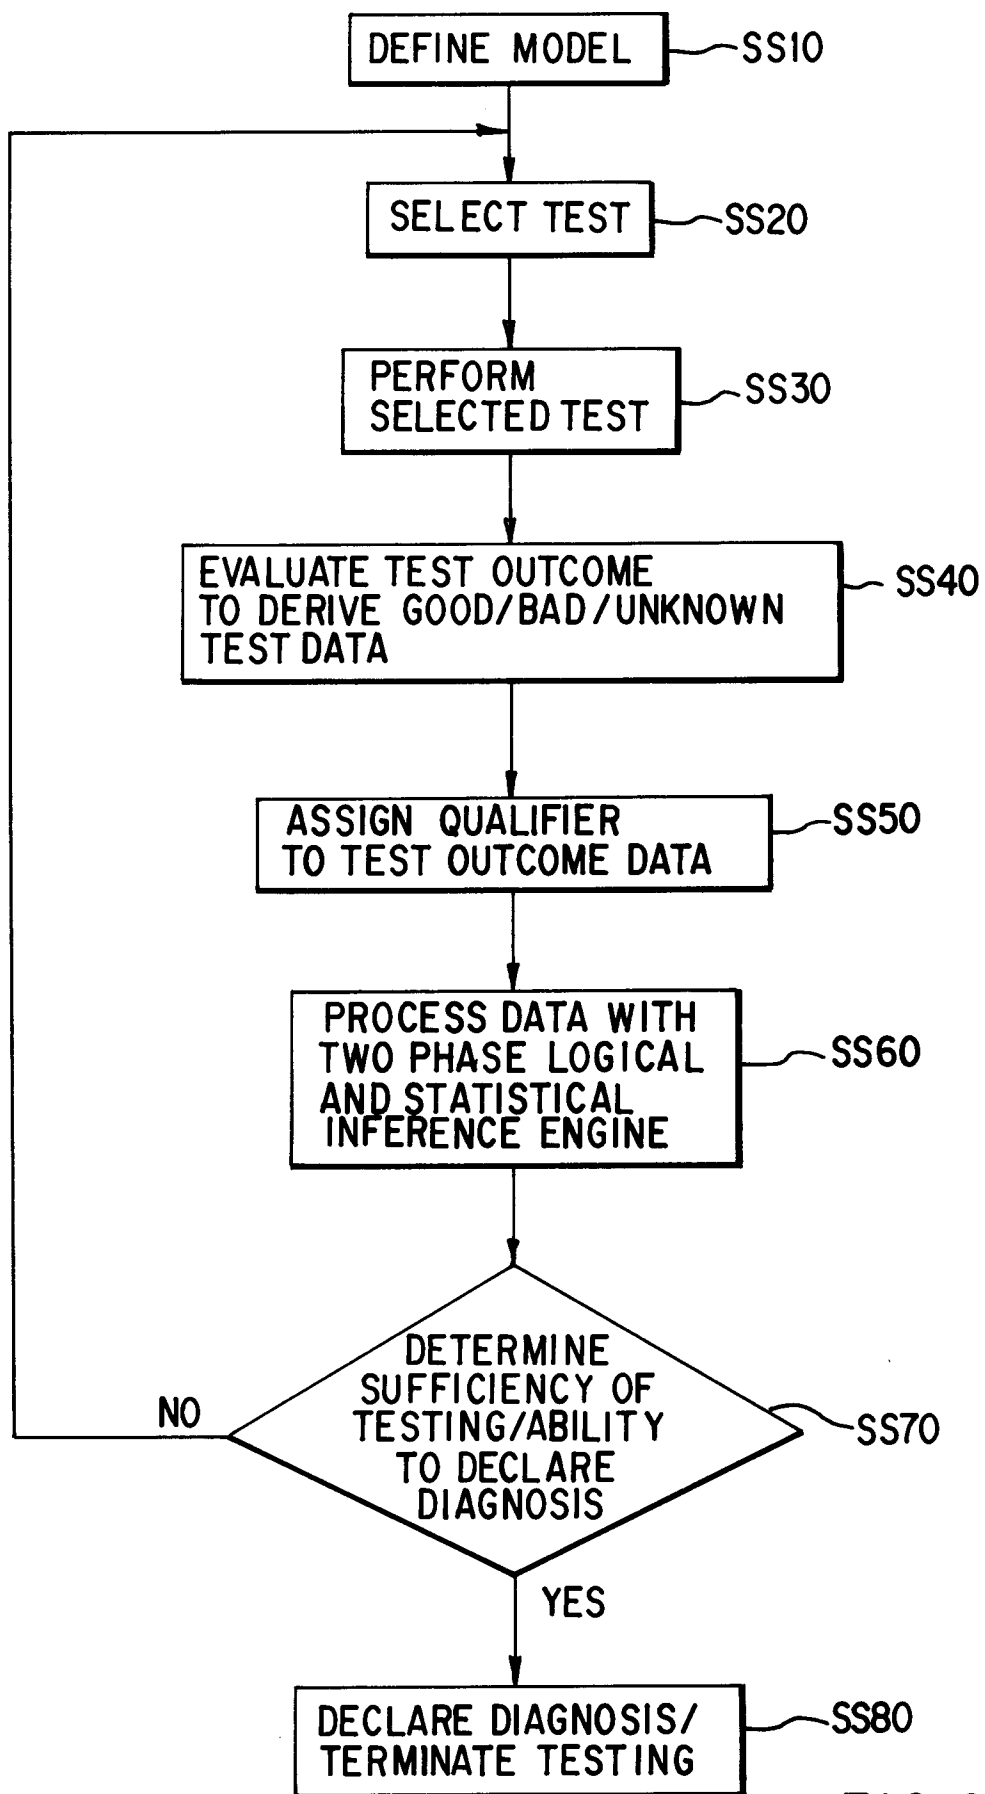 DEFINE MODEL
SS10
SELECT TEST
SS20
PERFORM
SELECTED TEST
SS30
EVALUATE TEST OUTCOME
TO DERIVE GOOD/BAD/UNKNOWN
TEST DATA
SS40
ASSIGN QUALIFIER
TO TEST OUTCOME DATA
SS50
PROCESS DATA WITH
TWO PHASE LOGICAL
AND STATISTICAL
INFERENCE ENGINE
SS60
DETERMINE
SUFFICIENCY OF
TESTING/ABILITY
TO DECLARE
DIAGNOSIS
SS70
NO
YES
DECLARE DIAGNOSIS/
TERMINATE TESTING
SS80